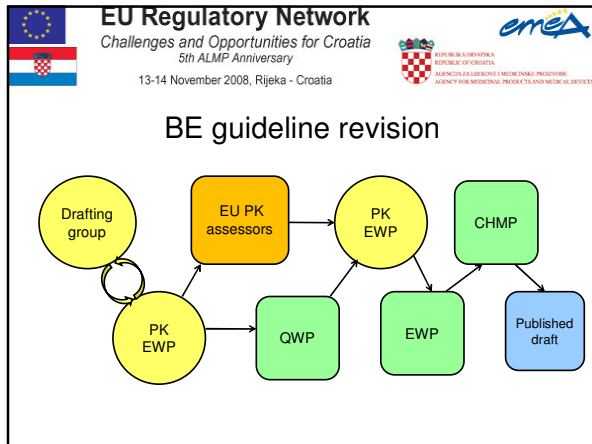 EU Regulatory Network
Challenges and Opportunities for Croatia
5th ALMP Anniversary
13-14 November 2008, Rijeka - Croatia
emeA
REPUBLIKA HRVATSKA
REPUBLIC OF CROATIA
AGENCIJA ZA LIJEKOVE I MEDICINSKE PROIZVODE
AGENCY FOR MEDICINAL PRODUCTS AND MEDICAL DEVICES
BE guideline revision
Drafting
group
EU PK
assessors
PK
EWP
CHMP
PK
EWP
QWP
EWP
Published
draft